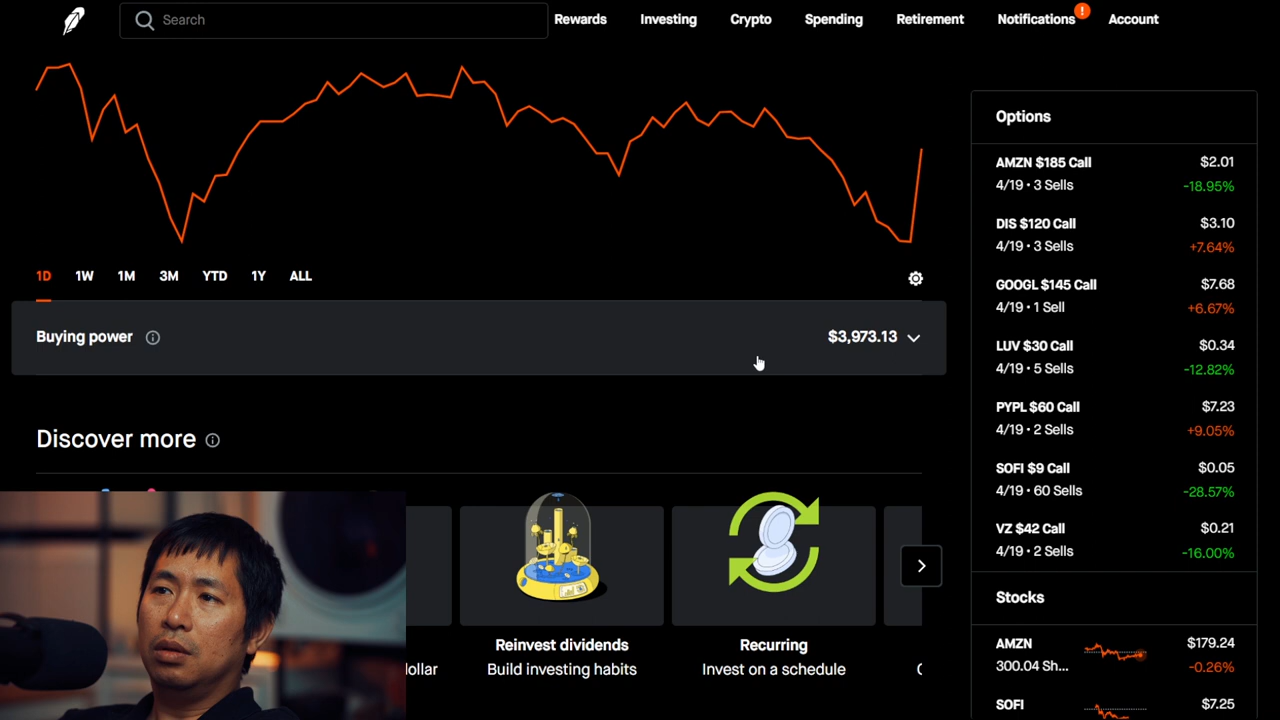 Search
Rewards
Investing
Crypto
Spending
Retirement
Notifications
!
Account
1D
1W
1M
3M
YTD
1Y
ALL
Buying power
$3,973.13
Discover more
Reinvest dividends
Build investing habits
Recurring
Invest on a schedule
Options
AMZN $185 Call $2.01
4/19 • 3 Sells -18.95%
DIS $120 Call $3.10
4/19 • 3 Sells +7.64%
GOOGL $145 Call $7.68
4/19 • 1 Sell +6.67%
LUV $30 Call $0.34
4/19 • 5 Sells -12.82%
PYPL $60 Call $7.23
4/19 • 2 Sells +9.05%
SOFI $9 Call $0.05
4/19 • 60 Sells -28.57%
VZ $42 Call $0.21
4/19 • 2 Sells -16.00%
Stocks
AMZN $179.24
300.04 Sh... -0.26%
SOFI $7.25